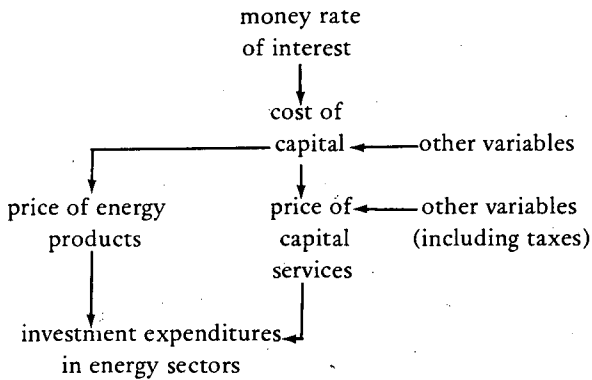 money rate
of interest
cost of
capital
other variables
price of energy
products
price of
capital
services
other variables
(including taxes)
investment expenditures
in energy sectors